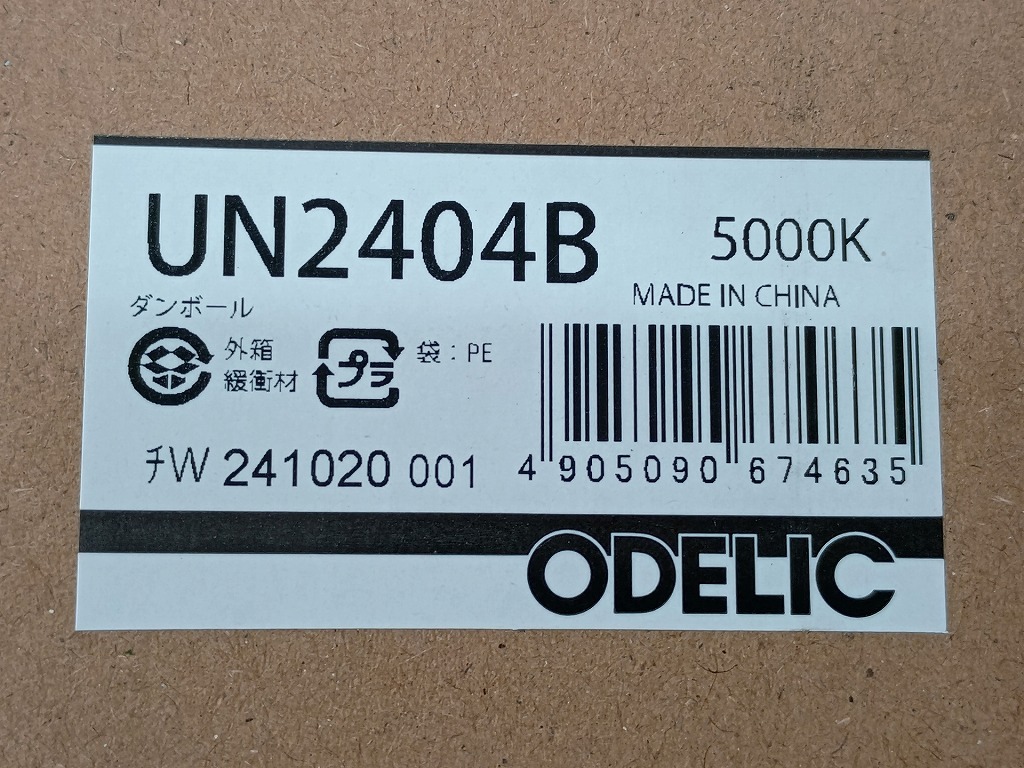 UN2404B
5000K
MADE IN CHINA
ダンボール
外箱
緩衝材
プラ
袋：PE
ﾁW 241020 001
4 905090 674635
ODELIC